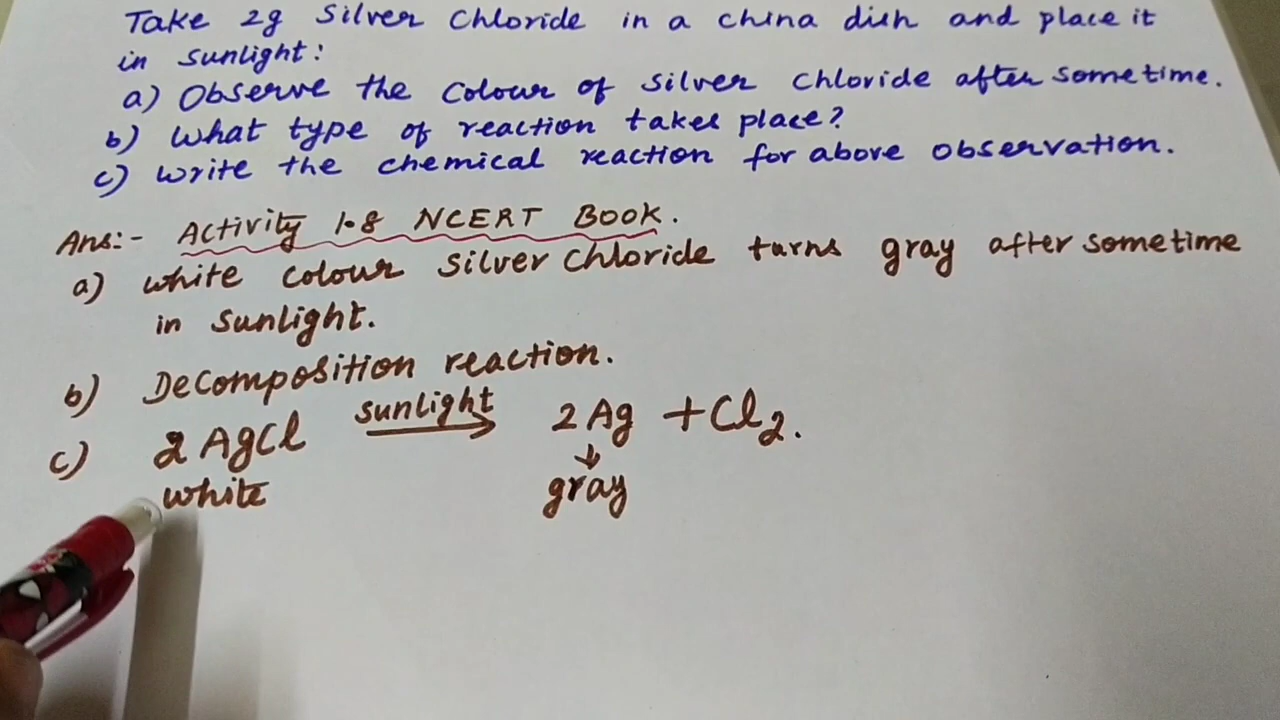 Take 2g Silver Chloride in a china dish and place it
in sunlight:
a) Observe the colour of silver chloride after sometime.
b) What type of reaction takes place?
c) Write the chemical reaction for above observation.
Ans:- Activity 1.8 NCERT BOOK.
a) White colour silver chloride turns gray after sometime
in sunlight.
b) Decomposition reaction.
c) 2 AgCl sunlight → 2Ag + Cl2.
white ↓ gray